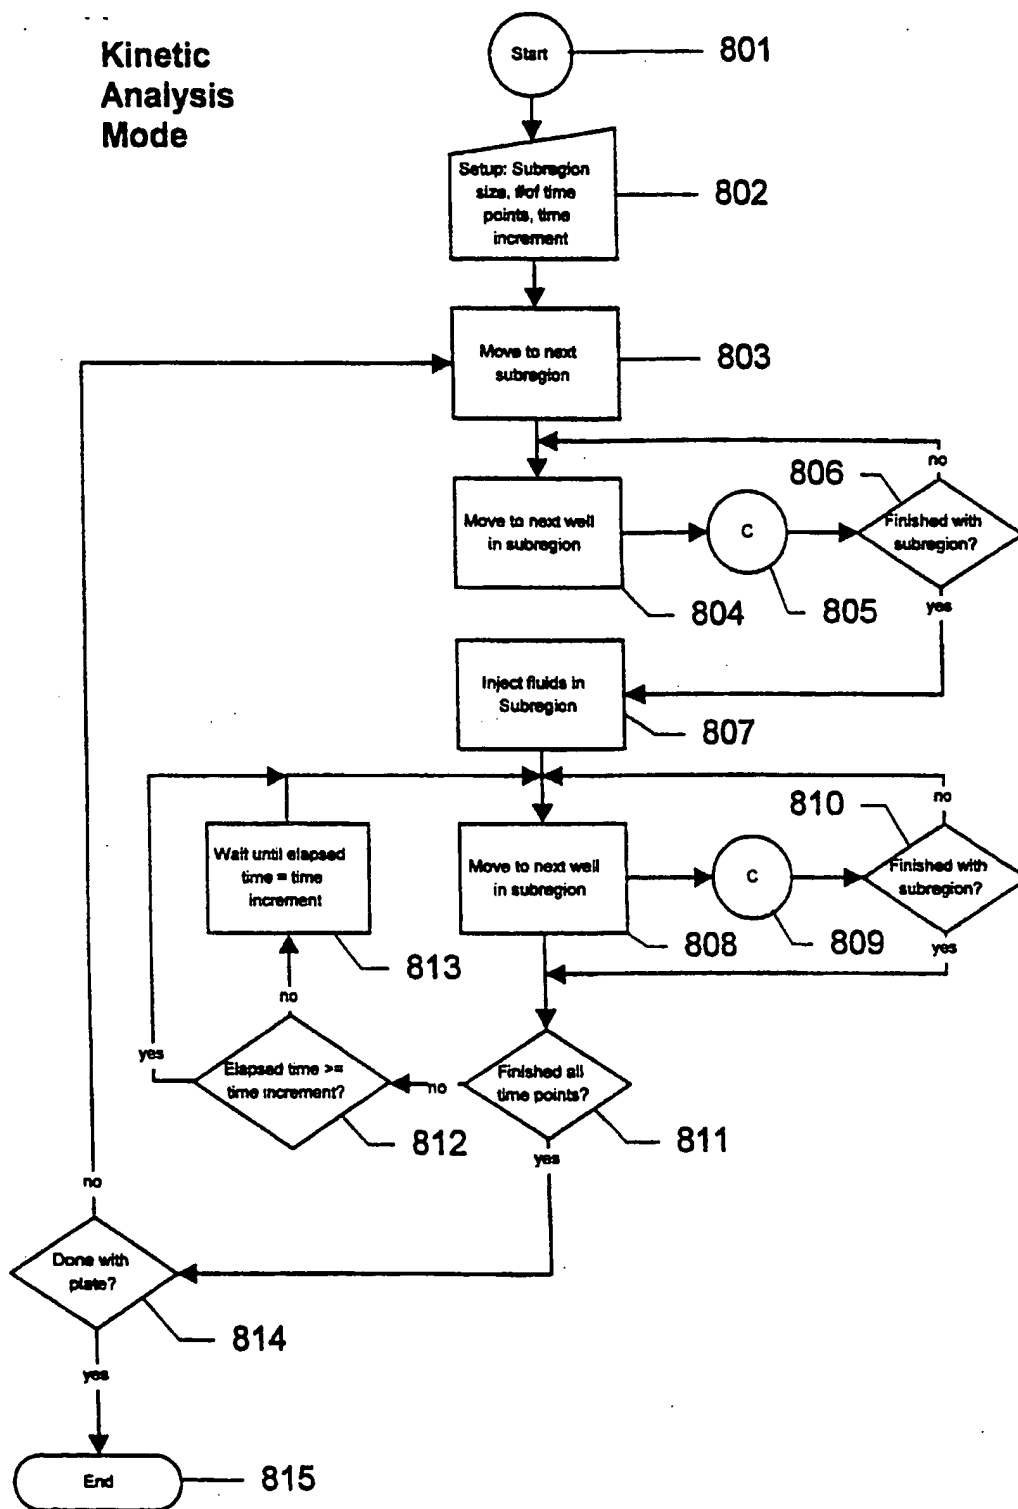 Kinetic
Analysis
Mode
Start
801
Setup: Subregion
size, #of time
points, time
increment
802
Move to next
subregion
803
no
806
Finished with
subregion?
Move to next well
in subregion
C
804
805
yes
Inject fluids in
Subregion
807
810
no
Wait until elapsed
time = time
increment
Move to next well
in subregion
C
Finished with
subregion?
813
808
809
yes
no
yes
Elapsed time >=
time increment?
no
Finished all
time points?
812
811
yes
no
Done with
plate?
814
yes
End
815